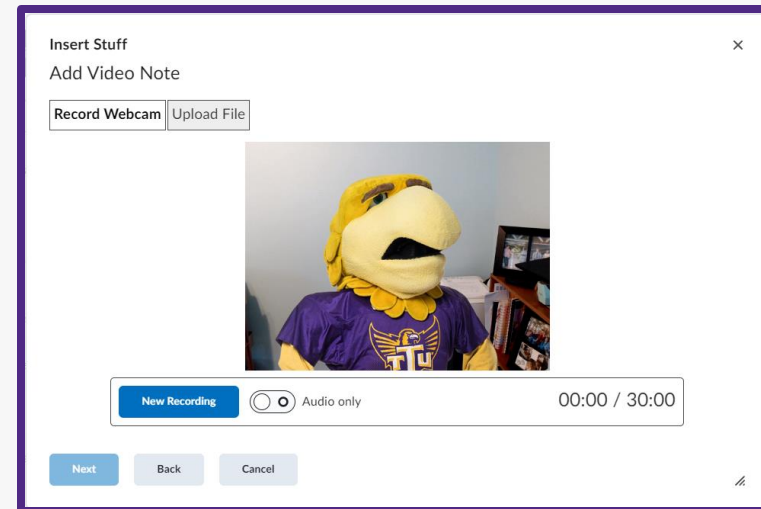 Insert Stuff
Add Video Note
Record Webcam Upload File
TTU
New Recording Audio only 00:00 / 30:00
Next Back Cancel